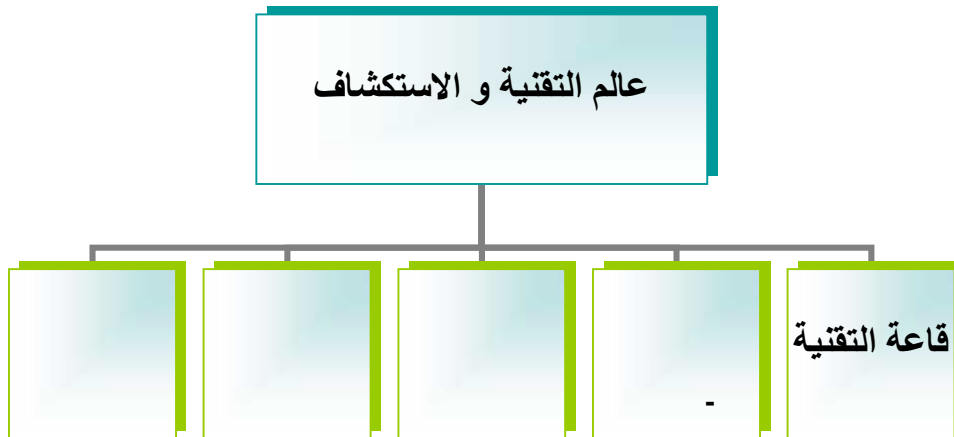 عالم التقنية و الاستكشاف
قاعة التقنية
-